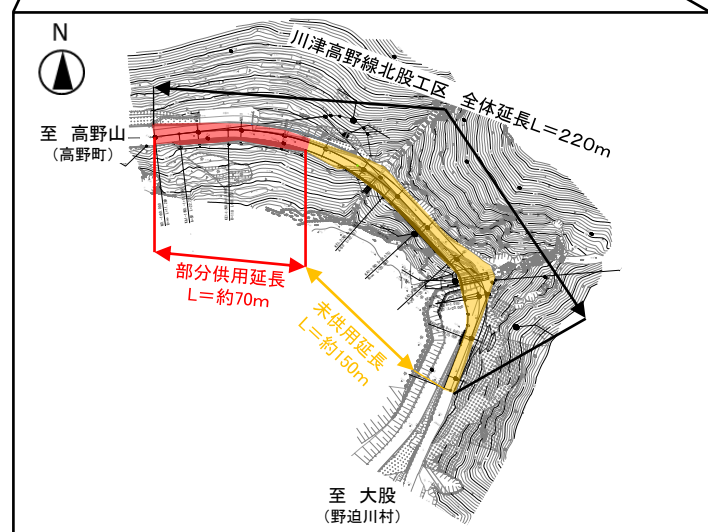 N
川津高野線北股工区 全体延長L＝220m
至 高野山
（高野町）
部分供用延長
L＝約70m
未供用延長
L＝約150m
至 大股
（野迫川村）